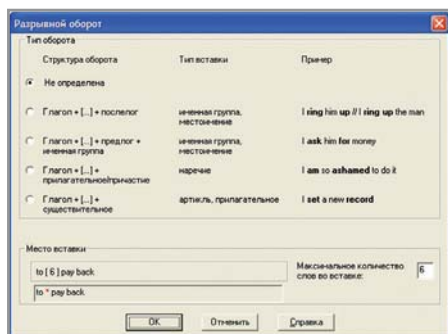 Разрывной оборот
Тип оборота
Структура оборота Тип вставки Пример
Не определена
Глагол + [...] + послелог именная группа, местоимение I ring him up // I ring up the man
Глагол + [...] + предлог + именная группа именная группа, местоимение I ask him for money
Глагол + [...] + прилагательное/причастие наречие I am so ashamed to do it
Глагол + [...] + существительное артикль, прилагательное I set a new record
Место вставки
to [ 6 ] pay back Максимальное количество слов во вставке: 6
to * pay back
OK Отменить Справка